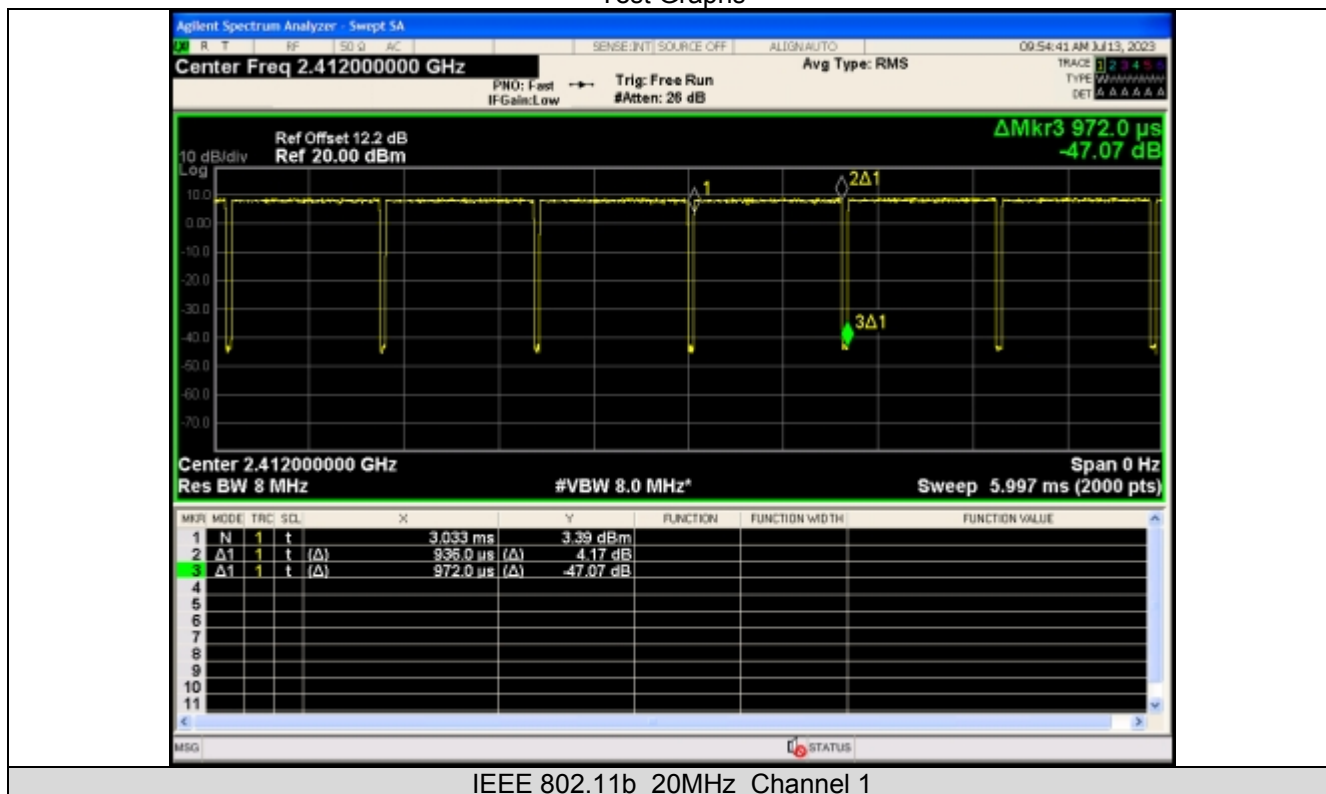 Test Graphs
Agilent Spectrum Analyzer - Swept SA
R T RF 50 Ω AC SENSE:INT SOURCE OFF ALIGN AUTO 09:54:41 AM Jul 13, 2023
Center Freq 2.412000000 GHz
PNO: Fast
IFGain:Low
Trig: Free Run
#Atten: 26 dB
Avg Type: RMS
TRACE 1 2 3 4 5 6
TYPE
DET A A A A A A
ΔMkr3 972.0 µs
-47.07 dB
Ref Offset 12.2 dB
10 dB/div Ref 20.00 dBm
Log
10.0
0.00
-10.0
-20.0
-30.0
-40.0
-50.0
-60.0
-70.0
1
2Δ1
3Δ1
Center 2.412000000 GHz Span 0 Hz
Res BW 8 MHz #VBW 8.0 MHz* Sweep 5.997 ms (2000 pts)
MKR MODE TRC SCL X Y FUNCTION FUNCTION WIDTH FUNCTION VALUE
1 N 1 t 3.033 ms 3.39 dBm
2 Δ1 1 t (Δ) 936.0 µs (Δ) 4.17 dB
3 Δ1 1 t (Δ) 972.0 µs (Δ) -47.07 dB
4
5
6
7
8
9
10
11
MSG STATUS
IEEE 802.11b_20MHz_Channel 1